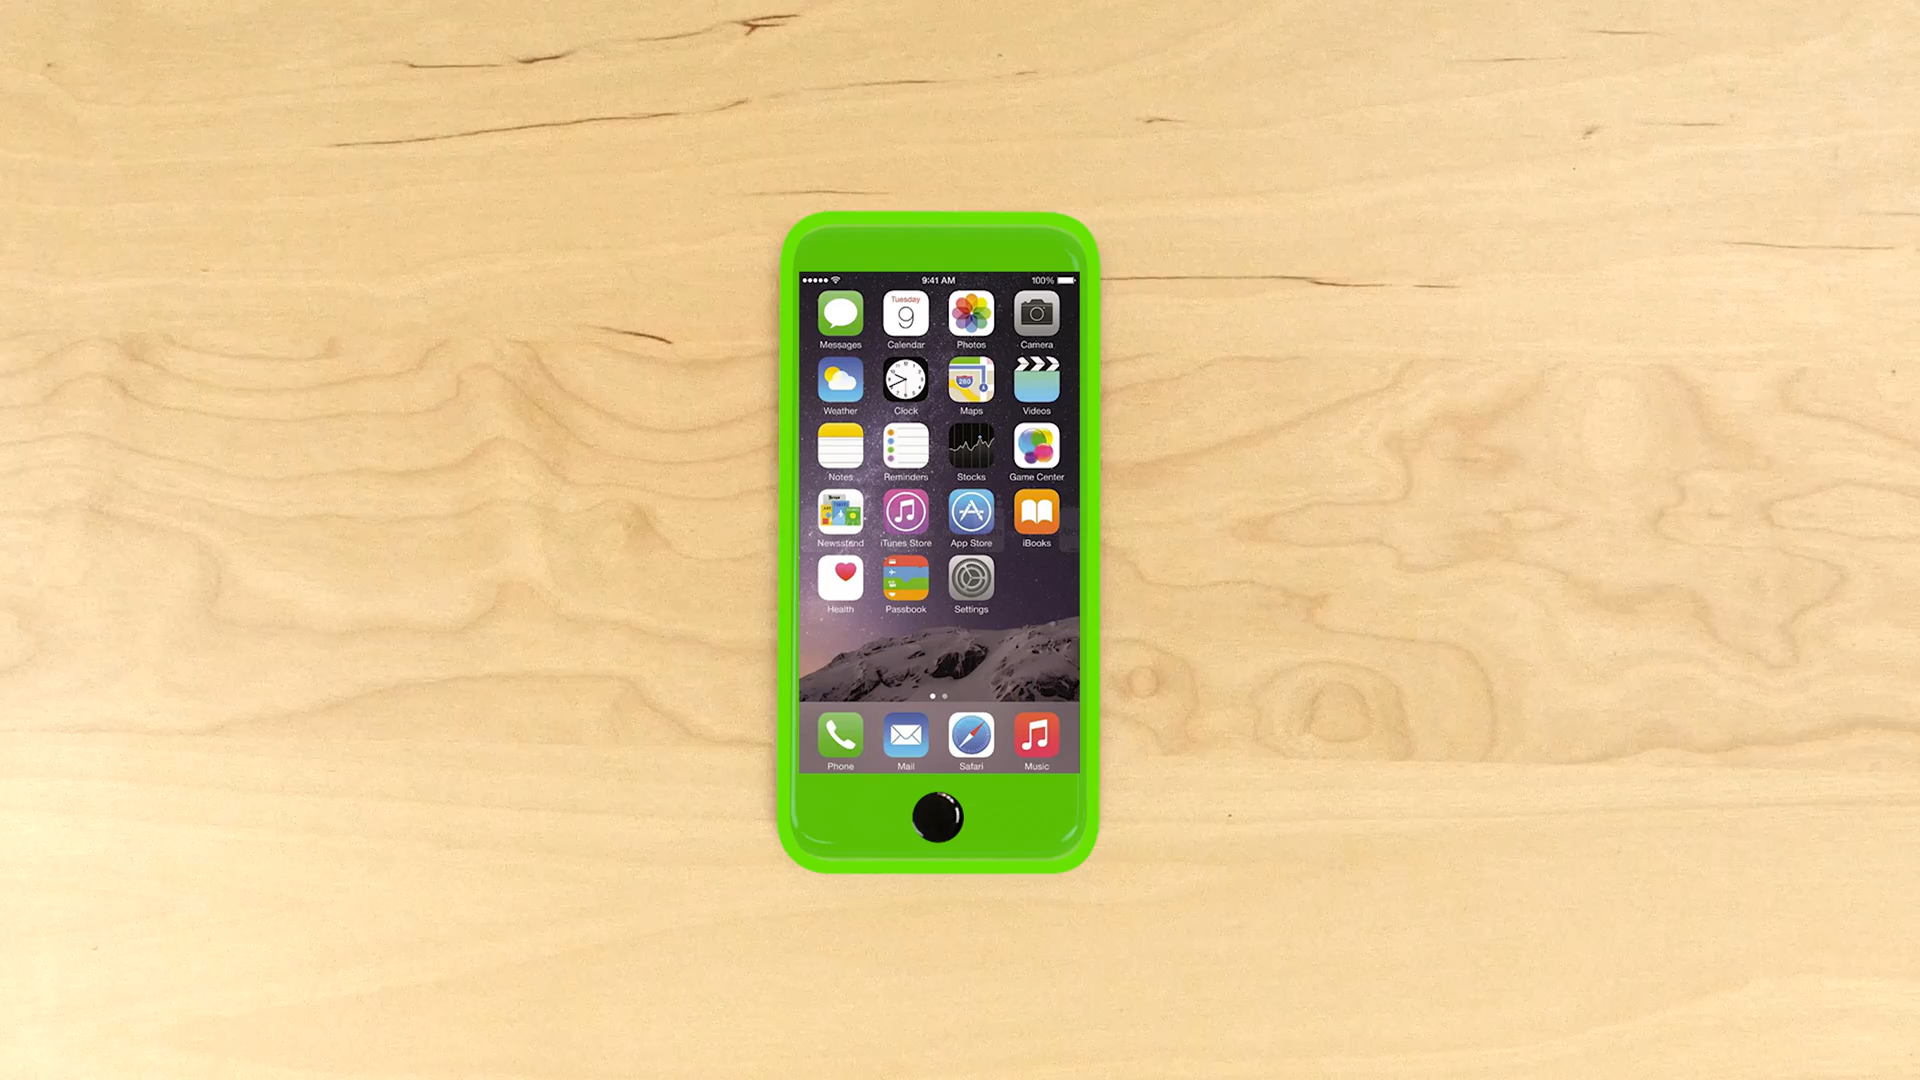 9:41 AM 100%
Tuesday
9
Messages Calendar Photos Camera
280
Weather Clock Maps Videos
Notes Reminders Stocks Game Center
Newsstand iTunes Store App Store iBooks
Health Passbook Settings
Phone Mail Safari Music